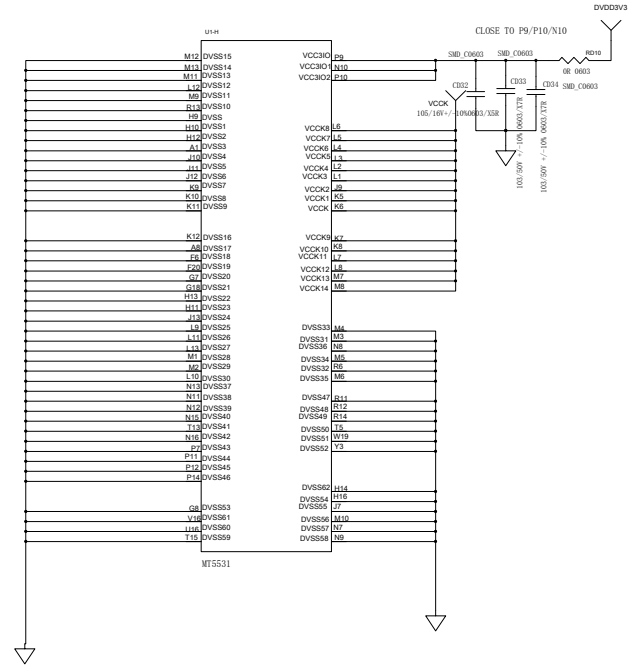 DVDD3V3
CLOSE TO P9/P10/N10
U1-H
SMD_C0603
SMD_C0603
RD10
0R 0603
SMD_C0603
CD32
CD33
CD34
VCCK
105/16V+/-10%0603/X5R
103/50V +/-10% 0603/X7R
103/50V +/-10% 0603/X7R
M12 DVSS15
M13 DVSS14
M11 DVSS13
L12 DVSS12
M9 DVSS11
R13 DVSS10
H9 DVSS
H10 DVSS1
H12 DVSS2
A1 DVSS3
J10 DVSS4
J11 DVSS5
J12 DVSS6
K9 DVSS7
K10 DVSS8
K11 DVSS9
K12 DVSS16
A8 DVSS17
F6 DVSS18
F20 DVSS19
G7 DVSS20
G18 DVSS21
H13 DVSS22
H11 DVSS23
J13 DVSS24
L9 DVSS25
L11 DVSS26
L13 DVSS27
M1 DVSS28
M2 DVSS29
L10 DVSS30
N13 DVSS37
N11 DVSS38
N12 DVSS39
N15 DVSS40
T13 DVSS41
N16 DVSS42
P7 DVSS43
P11 DVSS44
P12 DVSS45
P14 DVSS46
G8 DVSS53
V16 DVSS61
U16 DVSS60
T15 DVSS59
VCC3IO P9
VCC3IO1 N10
VCC3IO2 P10
VCCK8 L6
VCCK7 L5
VCCK6 L4
VCCK5 L3
VCCK4 L2
VCCK3 L1
VCCK2 J9
VCCK1 K5
VCCK K6
VCCK9 K7
VCCK10 K8
VCCK11 L7
VCCK12 L8
VCCK13 M7
VCCK14 M8
DVSS33 M4
DVSS31 M3
DVSS36 N8
DVSS34 M5
DVSS32 R6
DVSS35 M6
DVSS47 R11
DVSS48 R12
DVSS49 R14
DVSS50 T5
DVSS51 W19
DVSS52 Y3
DVSS62 H14
DVSS54 H16
DVSS55 J7
DVSS56 M10
DVSS57 N7
DVSS58 N9
MT5531